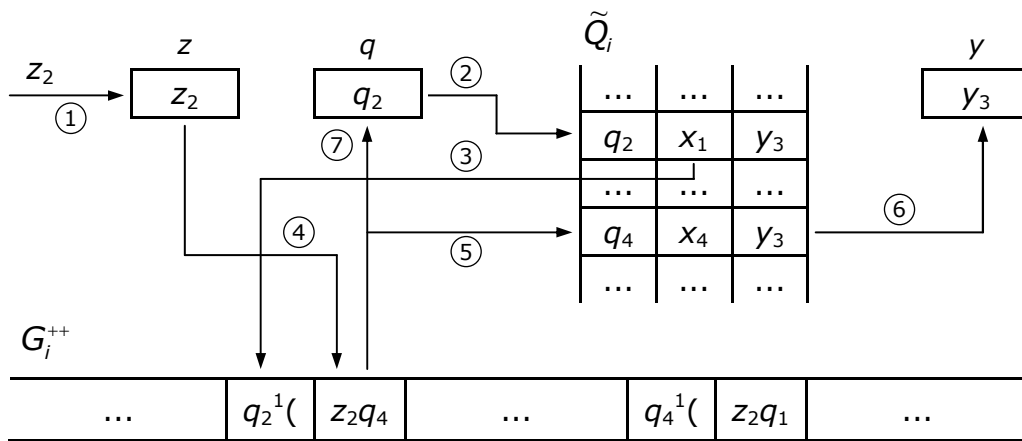 z q Q̃ᵢ y
z₂ ① z₂ q₂ ② ... ... ... y₃
⑦ ③ q₂ x₁ y₃
... ... ...
④ ⑤ q₄ x₄ y₃ ⑥
... ... ...
Gᵢ⁺⁺
... q₂¹( z₂q₄ ... q₄¹( z₂q₁ ...